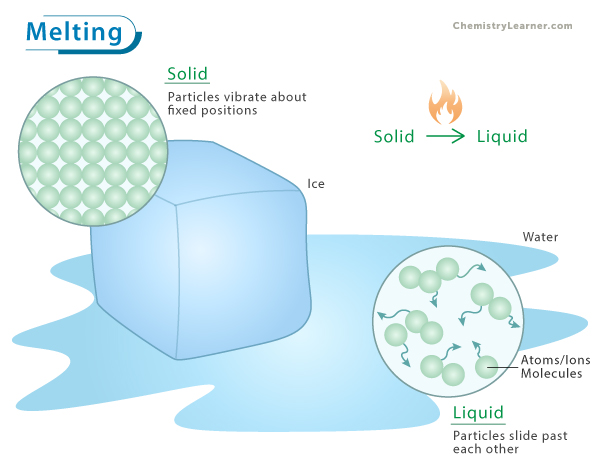 Melting
ChemistryLearner.com
Solid
Particles vibrate about
fixed positions
Solid → Liquid
Ice
Water
Atoms/Ions
Molecules
Liquid
Particles slide past
each other